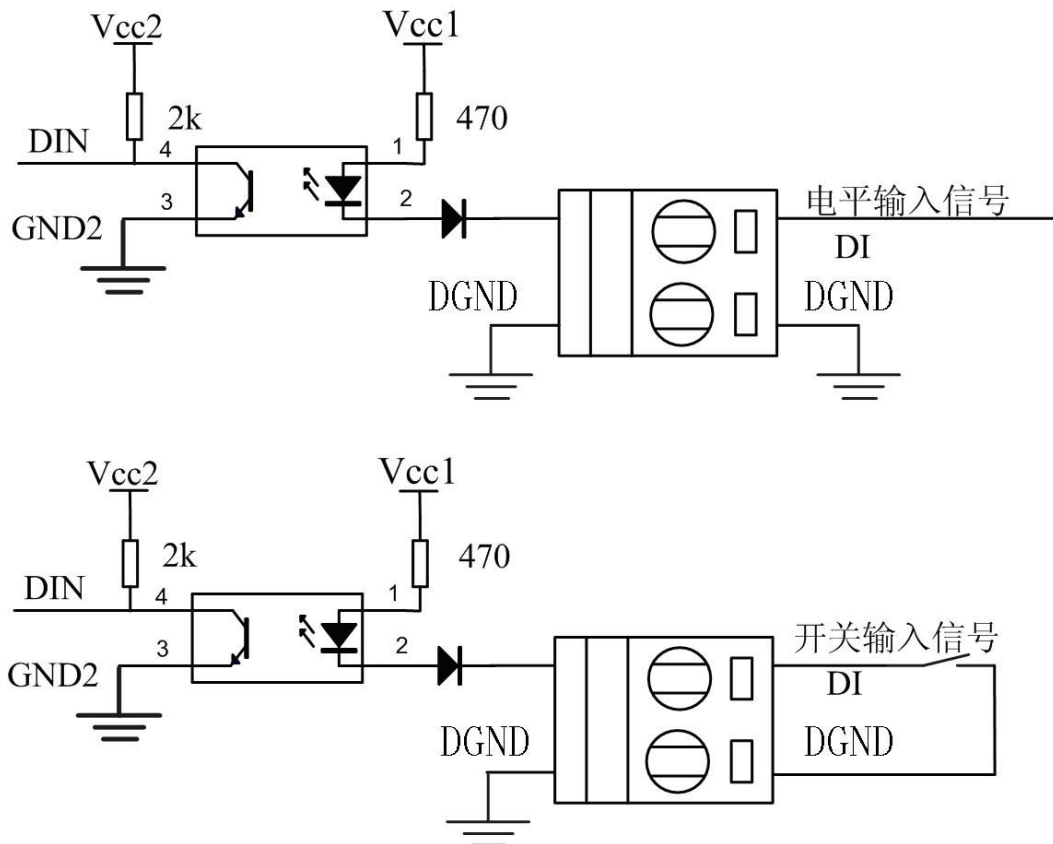 Vcc2
Vcc1
2k
470
DIN
4
1
3
2
GND2
电平输入信号
DI
DGND
DGND
Vcc2
Vcc1
2k
470
DIN
4
1
3
2
GND2
开关输入信号
DI
DGND
DGND